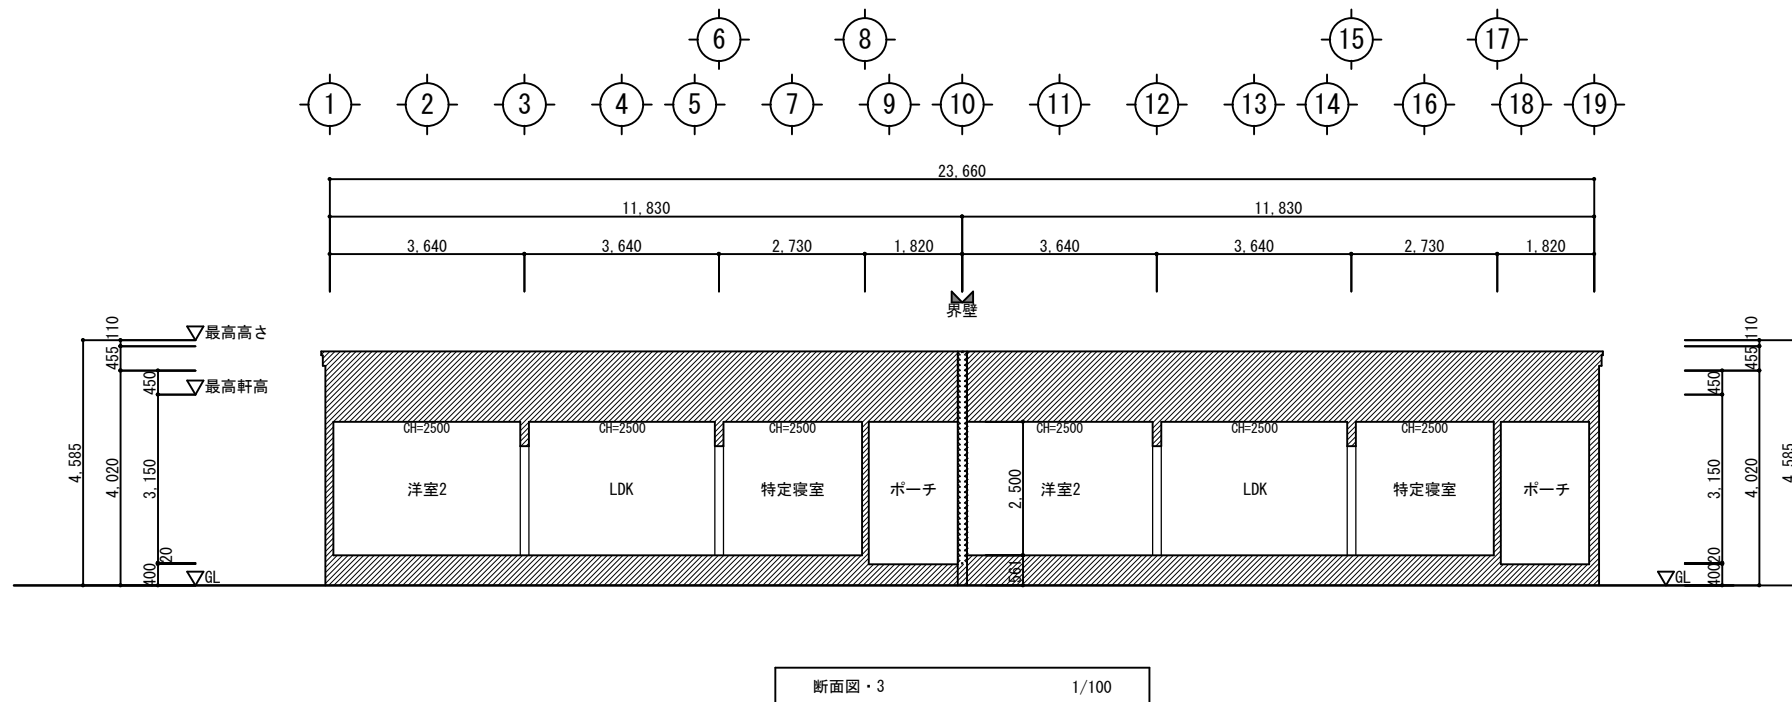 6 8 15 17
1 2 3 4 5 7 9 10 11 12 13 14 16 18 19
23,660
11,830 11,830
3,640 3,640 2,730 1,820 3,640 3,640 2,730 1,820
界壁
110 最高高さ 110
455 455
450 最高軒高 450
CH=2500 CH=2500 CH=2500 CH=2500 CH=2500 CH=2500
4,585 4,020 3,150 洋室2 LDK 特定寝室 ポーチ 2,500 洋室2 LDK 特定寝室 ポーチ 3,150 4,020 4,585
20 20
400 GL 561 GL 400
断面図・3 1/100